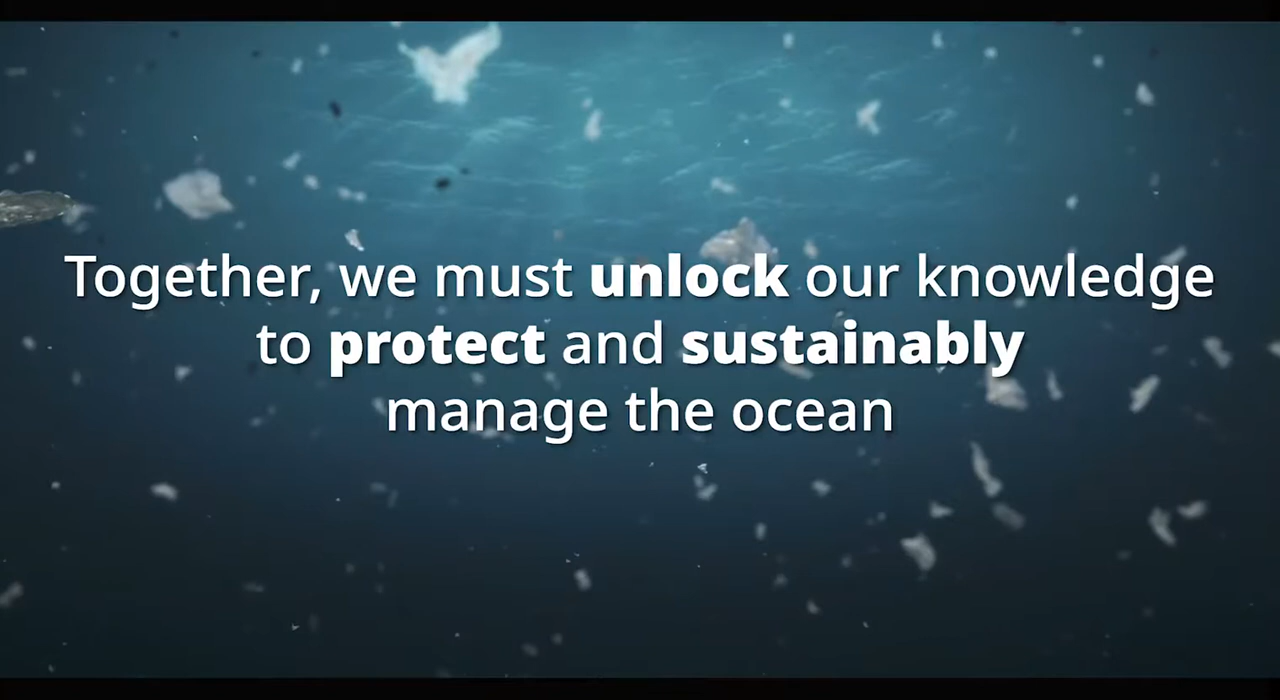 Together, we must unlock our knowledge
to protect and sustainably
manage the ocean